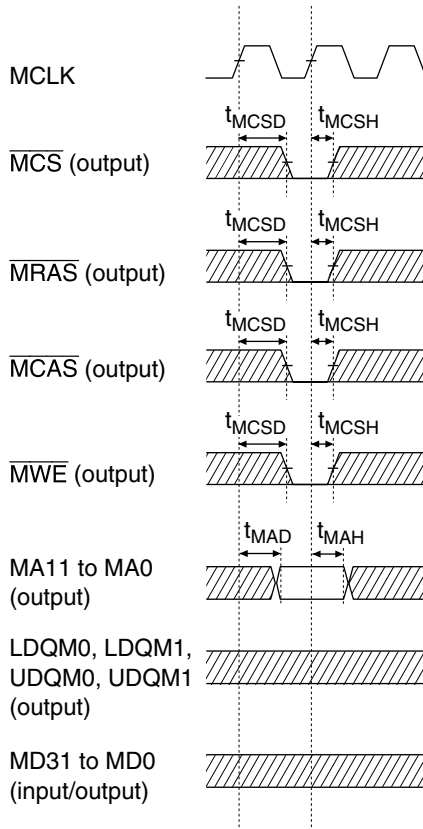 MCLK
tMCSD tMCSH
MCS (output)
tMCSD tMCSH
MRAS (output)
tMCSD tMCSH
MCAS (output)
tMCSD tMCSH
MWE (output)
tMAD tMAH
MA11 to MA0
(output)
LDQM0, LDQM1,
UDQM0, UDQM1
(output)
MD31 to MD0
(input/output)